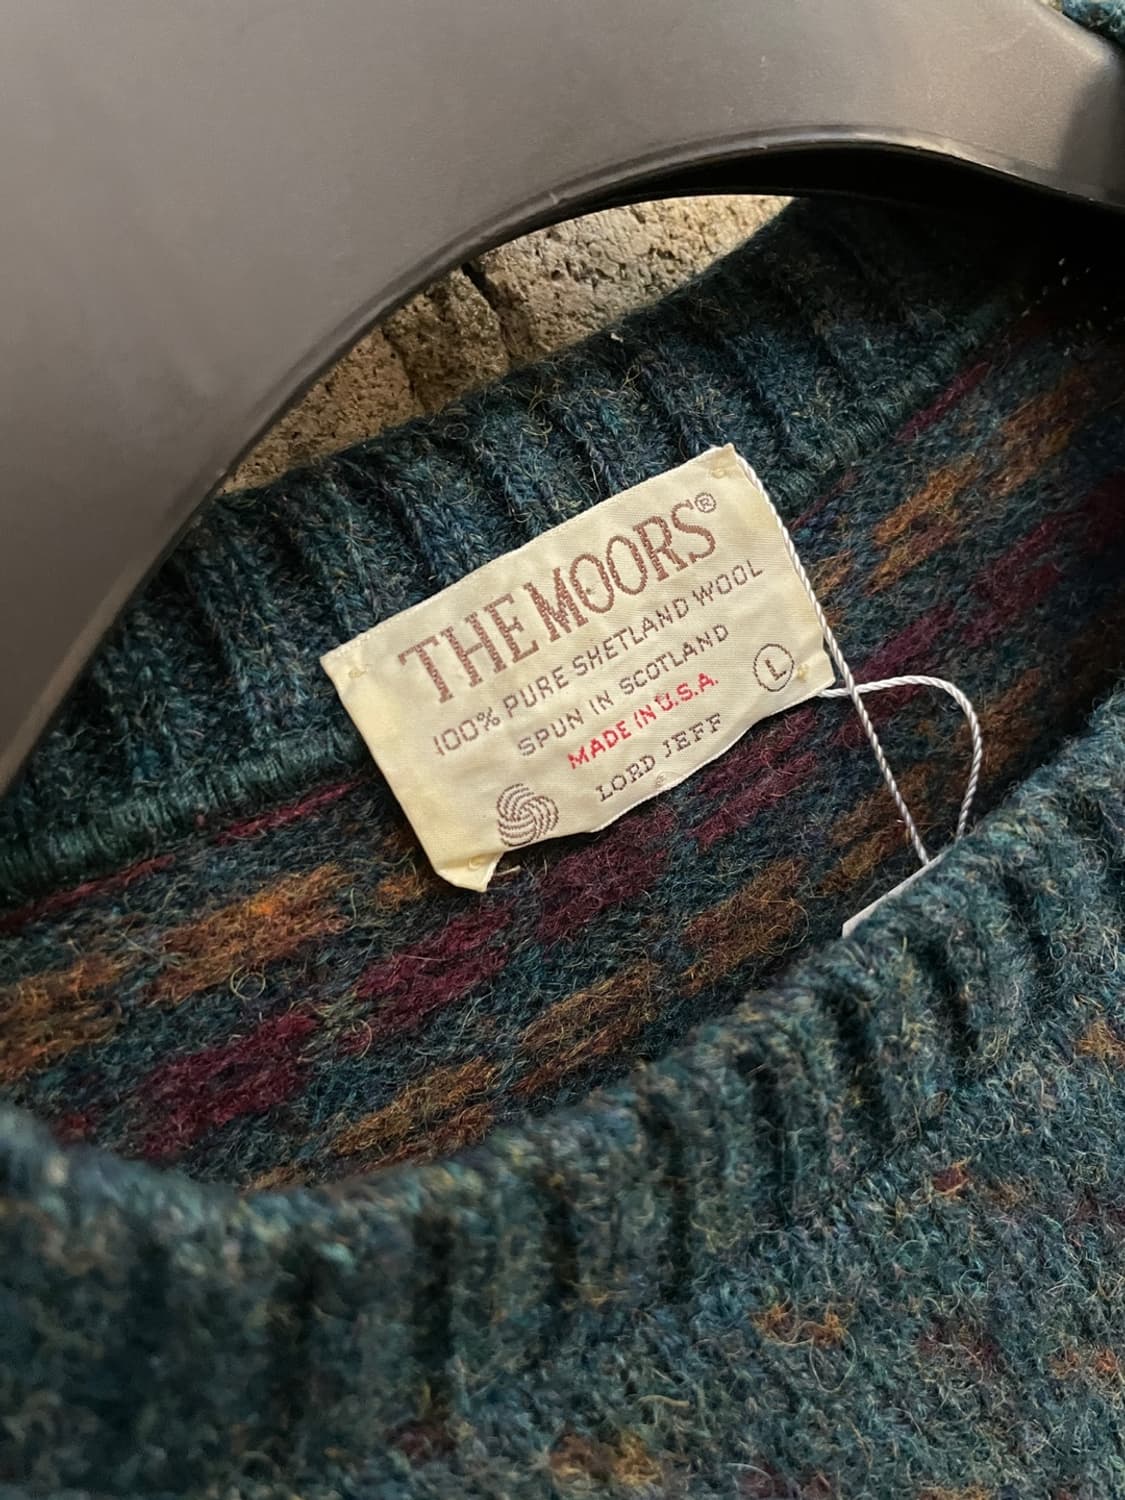 THE MOORS®
100% PURE SHETLAND WOOL
SPUN IN SCOTLAND
MADE IN U.S.A.
L
LORD JEFF